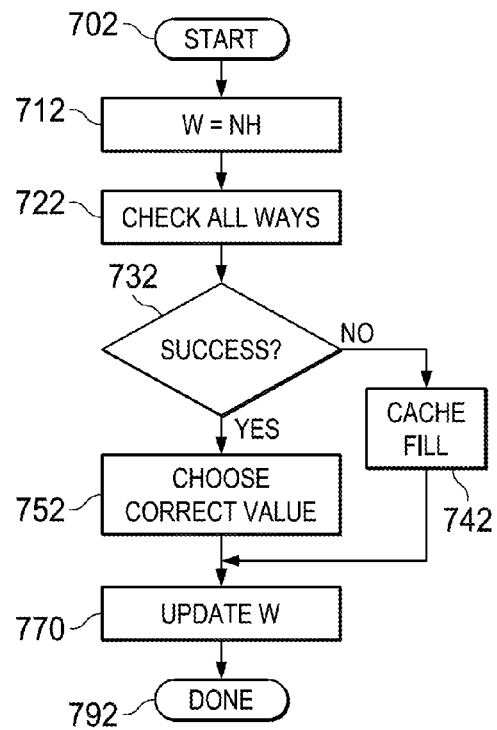 702
START
712
W = NH
722
CHECK ALL WAYS
732
SUCCESS?
NO
YES
CACHE
FILL
742
CHOOSE
CORRECT VALUE
752
UPDATE W
770
DONE
792